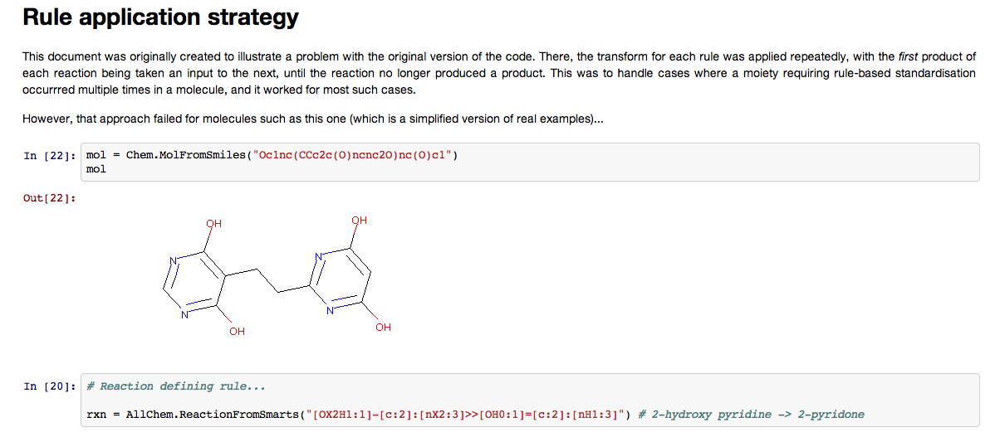 Rule application strategy
This document was originally created to illustrate a problem with the original version of the code. There, the transform for each rule was applied repeatedly, with the first product of
each reaction being taken an input to the next, until the reaction no longer produced a product. This was to handle cases where a moiety requiring rule-based standardisation
occurrred multiple times in a molecule, and it worked for most such cases.
However, that approach failed for molecules such as this one (which is a simplified version of real examples)...
In [22]: mol = Chem.MolFromSmiles("Oc1nc(CCc2c(O)ncnc2O)nc(O)c1")
mol
Out[22]:
OH OH
N N
N N
OH OH
In [20]: # Reaction defining rule...
rxn = AllChem.ReactionFromSmarts("[OX2H1:1]-[c:2]:[nX2:3]>>[OH0:1]=[c:2]:[nH1:3]") # 2-hydroxy pyridine -> 2-pyridone